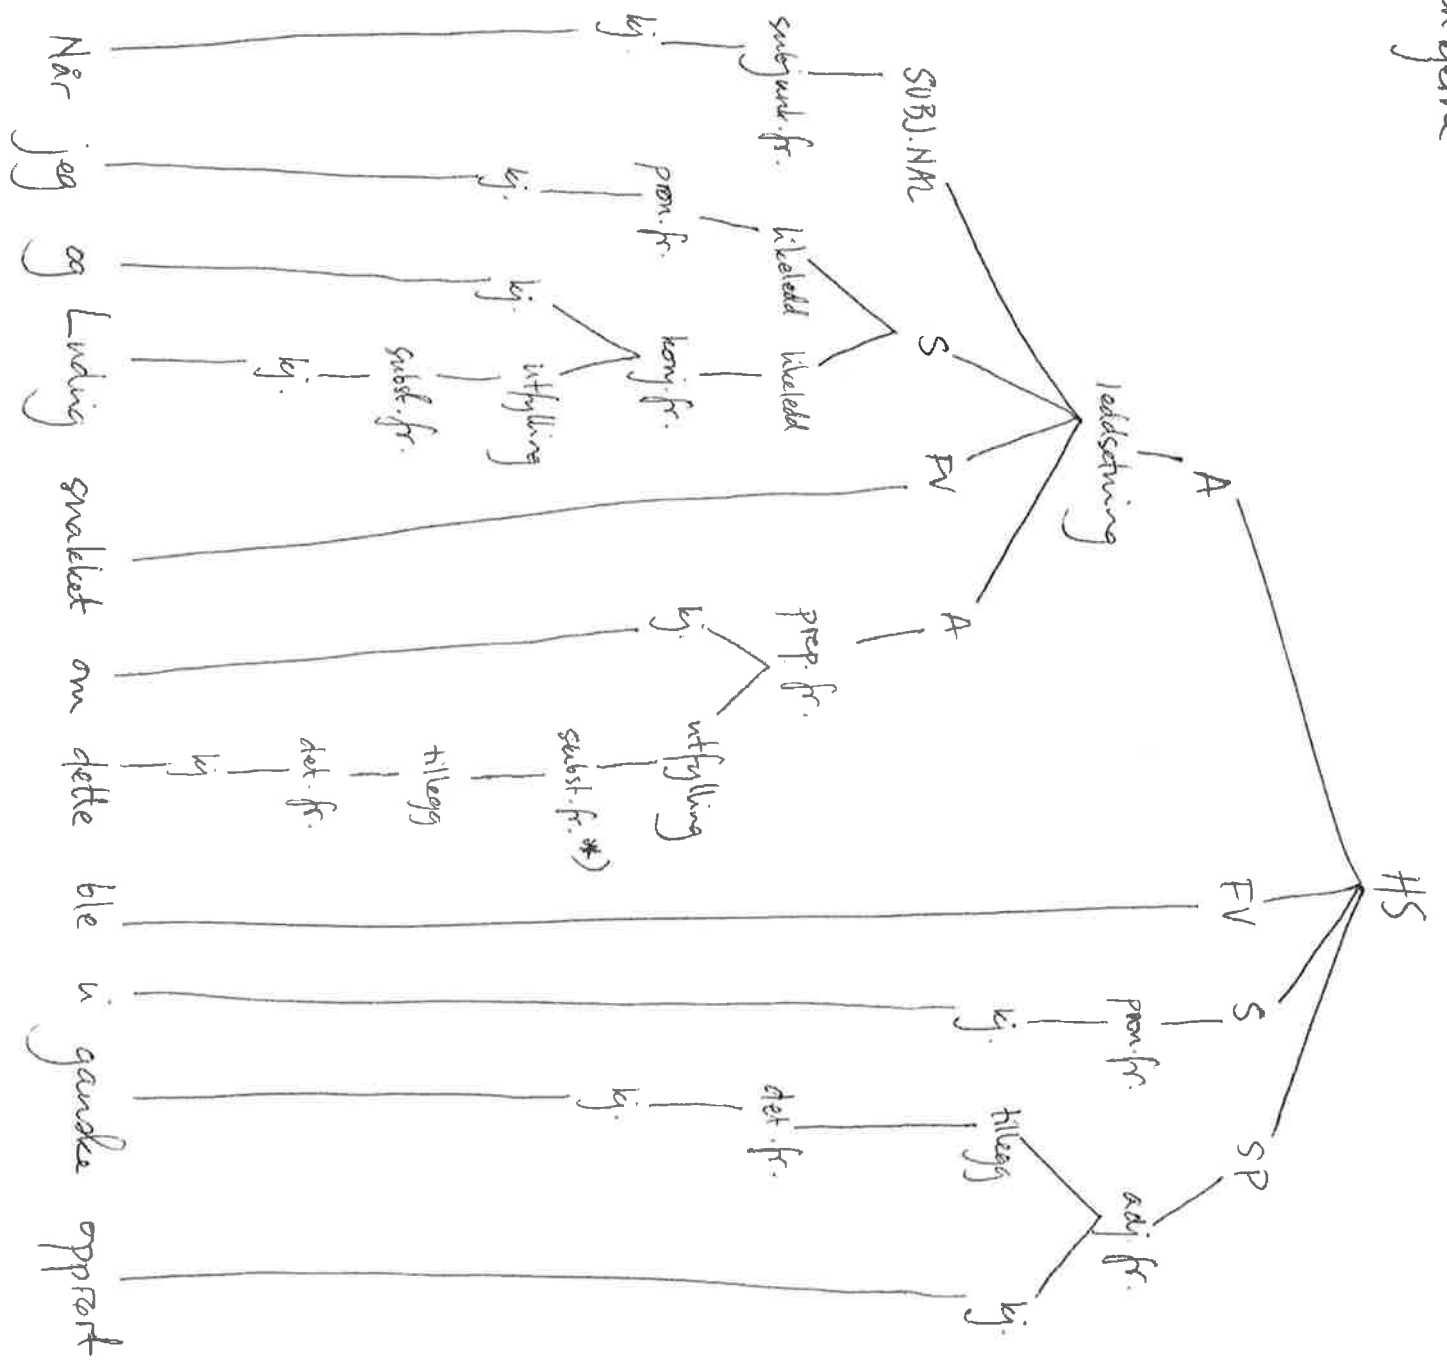 HS
A FV S SP
leddsetning pron.fr. adj.fr.
SUBJ.NAL S FV A kj. tillegg kj.
subjunk.fr. likeledd likeledd prep.fr. det.fr.
kj. pron.fr. konj.fr. kj. utfylling kj.
kj. kj. utfylling subst.fr.*)
subst.fr. tillegg
kj. det.fr.
kj
Når jeg og Ludvig snakket om dette ble vi ganske opprørt